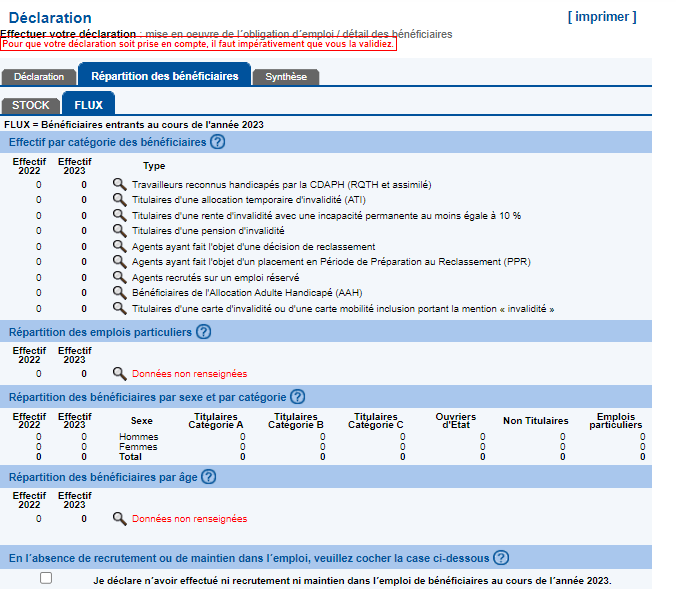 Déclaration
[ imprimer ]
Effectuer votre déclaration : mise en oeuvre de l´obligation d´emploi / détail des bénéficiaires
Pour que votre déclaration soit prise en compte, il faut impérativement que vous la validiez.
Déclaration Répartition des bénéficiaires Synthèse
STOCK FLUX
FLUX = Bénéficiaires entrants au cours de l'année 2023
Effectif par catégorie des bénéficiaires ?
Effectif 2022 Effectif 2023 Type
0 0 Travailleurs reconnus handicapés par la CDAPH (RQTH et assimilé)
0 0 Titulaires d'une allocation temporaire d'invalidité (ATI)
0 0 Titulaires d'une rente d'invalidité avec une incapacité permanente au moins égale à 10 %
0 0 Titulaires d'une pension d'invalidité
0 0 Agents ayant fait l'objet d'une décision de reclassement
0 0 Agents ayant fait l'objet d'un placement en Période de Préparation au Reclassement (PPR)
0 0 Agents recrutés sur un emploi réservé
0 0 Bénéficiaires de l'Allocation Adulte Handicapé (AAH)
0 0 Titulaires d'une carte d'invalidité ou d'une carte mobilité inclusion portant la mention « invalidité »
Répartition des emplois particuliers ?
Effectif 2022 Effectif 2023
0 0 Données non renseignées
Répartition des bénéficiaires par sexe et par catégorie ?
Effectif 2022 Effectif 2023 Sexe Titulaires Catégorie A Titulaires Catégorie B Titulaires Catégorie C Ouvriers d'Etat Non Titulaires Emplois particuliers
0 0 Hommes 0 0 0 0 0 0
0 0 Femmes 0 0 0 0 0 0
0 0 Total 0 0 0 0 0 0
Répartition des bénéficiaires par âge ?
Effectif 2022 Effectif 2023
0 0 Données non renseignées
En l´absence de recrutement ou de maintien dans l´emploi, veuillez cocher la case ci-dessous ?
Je déclare n´avoir effectué ni recrutement ni maintien dans l´emploi de bénéficiaires au cours de l´année 2023.